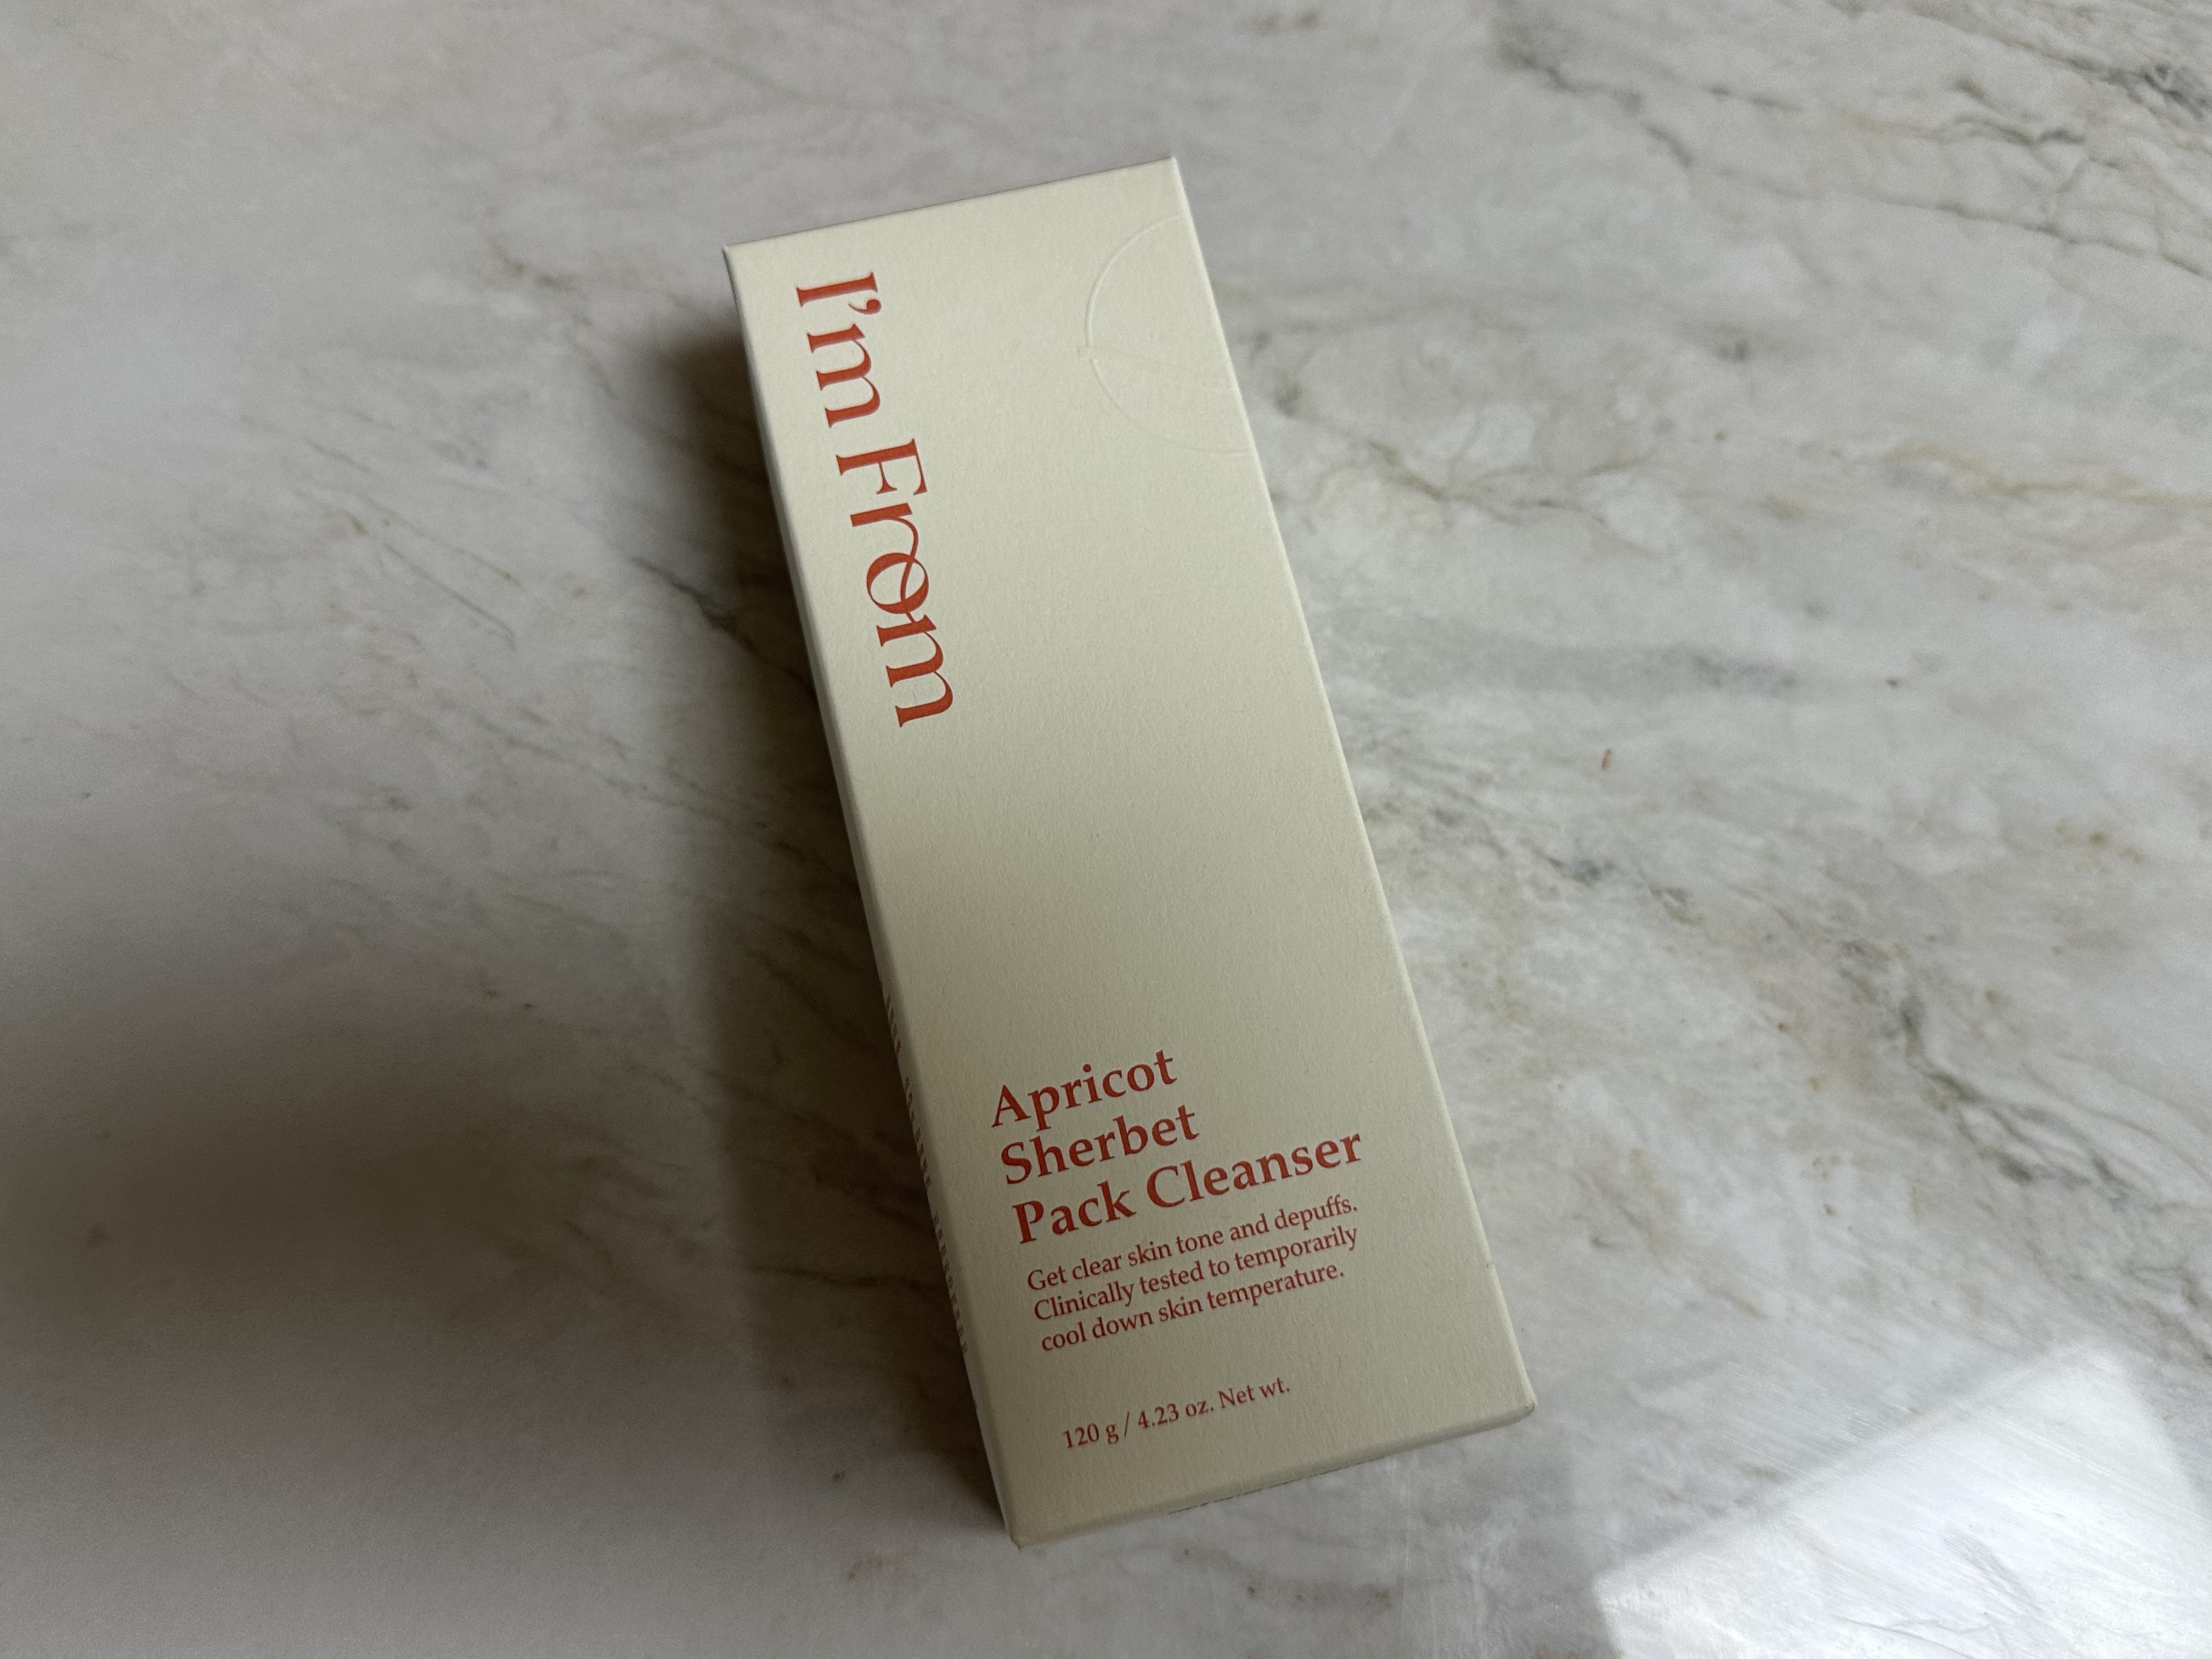 I'm From
Apricot
Sherbet
Pack Cleanser
Get clear skin tone and depuffs.
Clinically tested to temporarily
cool down skin temperature.
120 g / 4.23 oz. Net wt.